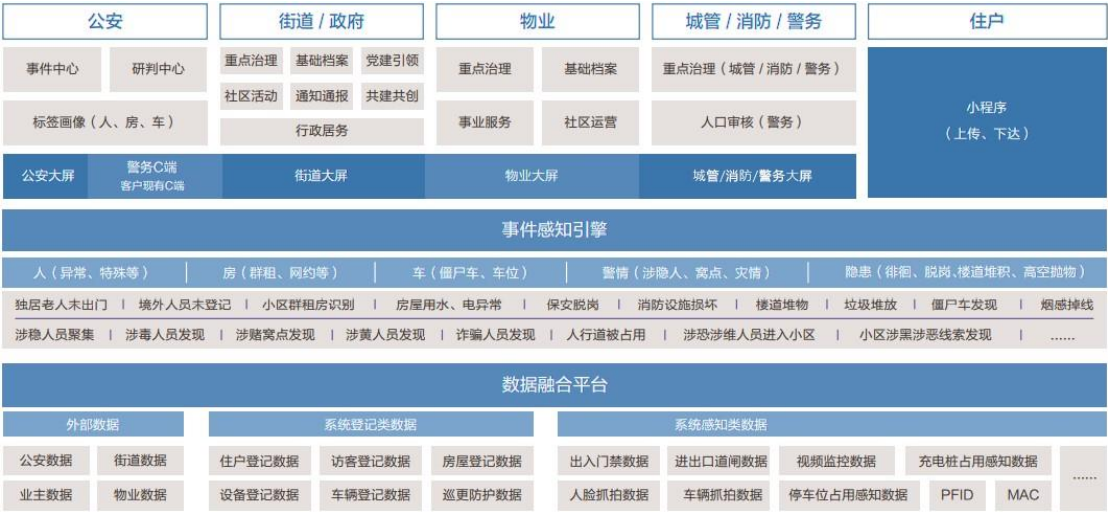 公安 街道 / 政府 物业 城管 / 消防 / 警务 住户
事件中心 研判中心 重点治理 基础档案 党建引领 重点治理 基础档案 重点治理（城管 / 消防 / 警务）
社区活动 通知通报 共建共创
标签画像（人、房、车） 行政居务 事业服务 社区运营 人口审核（警务）
小程序
（上传、下达）
公安大屏 警务C端 街道大屏 物业大屏 城管/消防/警务大屏
客户现有C端
事件感知引擎
人（异常、特殊等） 房（群租、网约等） 车（僵尸车、车位） 警情（涉隐人、窝点、灾情） 隐患（徘徊、脱岗、楼道堆积、高空抛物）
独居老人未出门 | 境外人员未登记 | 小区群租房识别 | 房屋用水、电异常 | 保安脱岗 | 消防设施损坏 | 楼道堆物 | 垃圾堆放 | 僵尸车发现 | 烟感掉线
涉稳人员聚集 | 涉毒人员发现 | 涉赌窝点发现 | 涉黄人员发现 | 诈骗人员发现 | 人行道被占用 | 涉恐涉维人员进入小区 | 小区涉黑涉恶线索发现 | ......
数据融合平台
外部数据 系统登记类数据 系统感知类数据
公安数据 街道数据 住户登记数据 访客登记数据 房屋登记数据 出入门禁数据 进出口道闸数据 视频监控数据 充电桩占用感知数据 ......
业主数据 物业数据 设备登记数据 车辆登记数据 巡更防护数据 人脸抓拍数据 车辆抓拍数据 停车位占用感知数据 PFID MAC